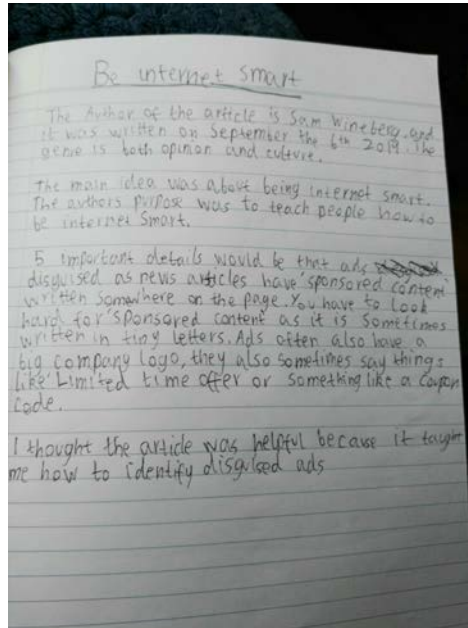 Be internet smart
The Author of the article is Sam Wineberg, and
it was written on September the 6th 2019. The
genre is both opinion and culture.
The main idea was about being internet smart.
The authors purpose was to teach people how to
be internet smart.
5 important details would be that ads
disguised as news articles have 'sponsored content
written somewhere on the page. You have to look
hard for 'sponsored content as it is sometimes
written in tiny letters. Ads often also have a
big company logo, they also sometimes say things
like 'Limited time offer or something like a coupon
code.
I thought the article was helpful because it taught
me how to identify disguised ads